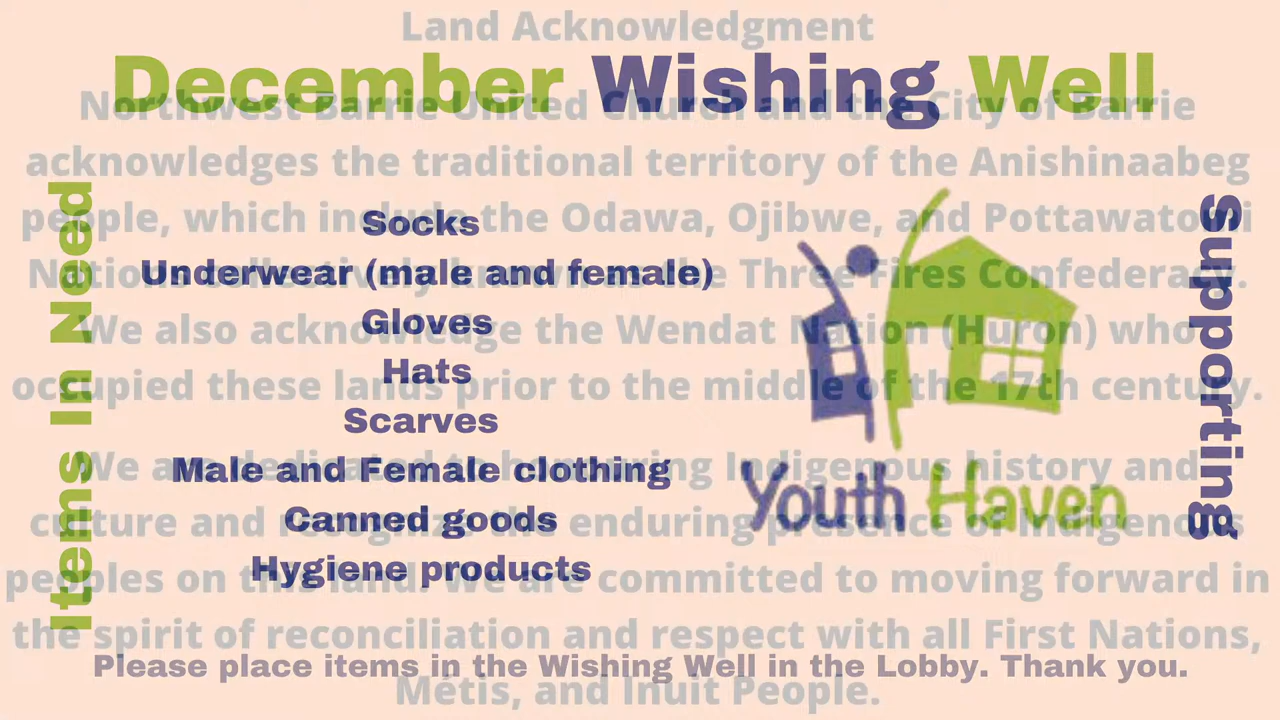 Land Acknowledgment
December Wishing Well
Northwest Barrie United Church and the City of Barrie
acknowledges the traditional territory of the Anishinaabeg
people, which include the Odawa, Ojibwe, and Pottawatomi
Nations collectively known as the Three Fires Confederacy.
We also acknowledge the Wendat Nation (Huron) who
occupied these lands prior to the middle of the 17th century.
We are dedicated to honouring Indigenous history and
culture and recognize the enduring presence of Indigenous
peoples on this land. We are committed to moving forward in
the spirit of reconciliation and respect with all First Nations,
Métis, and Inuit People.
Items In Need
Socks
Underwear (male and female)
Gloves
Hats
Scarves
Male and Female clothing
Canned goods
Hygiene products
Youth Haven
Supporting
Please place items in the Wishing Well in the Lobby. Thank you.